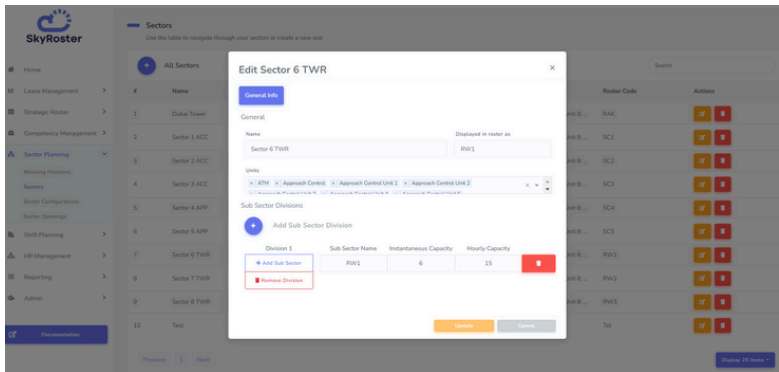 SkyRoster
Home
Leave Management
Strategic Roster
Competency Management
Sector Planning
Working Positions
Sectors
Sector Configurations
Sector Openings
Shift Planning
HR Management
Reporting
Admin
Documentation
Sectors
Use the table to navigate through your sectors or create a new one
All Sectors
Search
# Name Roster Code Actions
1 Dubai Tower
2 Sector 1 ACC SC1
3 Sector 2 ACC SC2
4 Sector 3 ACC SC3
5 Sector 4 APP SC4
6 Sector 5 APP SC5
7 Sector 6 TWR RW1
8 Sector 7 TWR RW2
9 Sector 8 TWR RW3
10 Test Tst
Previous 1 Next
Display 25 items
Edit Sector 6 TWR ×
General Info
General
Name Displayed in roster as
Sector 6 TWR RW1
Units
× ATM × Approach Control × Approach Control Unit 1 × Approach Control Unit 2
Sub Sector Divisions
+ Add Sub Sector Division
Division 1 Sub Sector Name Instantaneous Capacity Hourly Capacity
+ Add Sub Sector RW1 6 15
Remove Division
Update Cancel